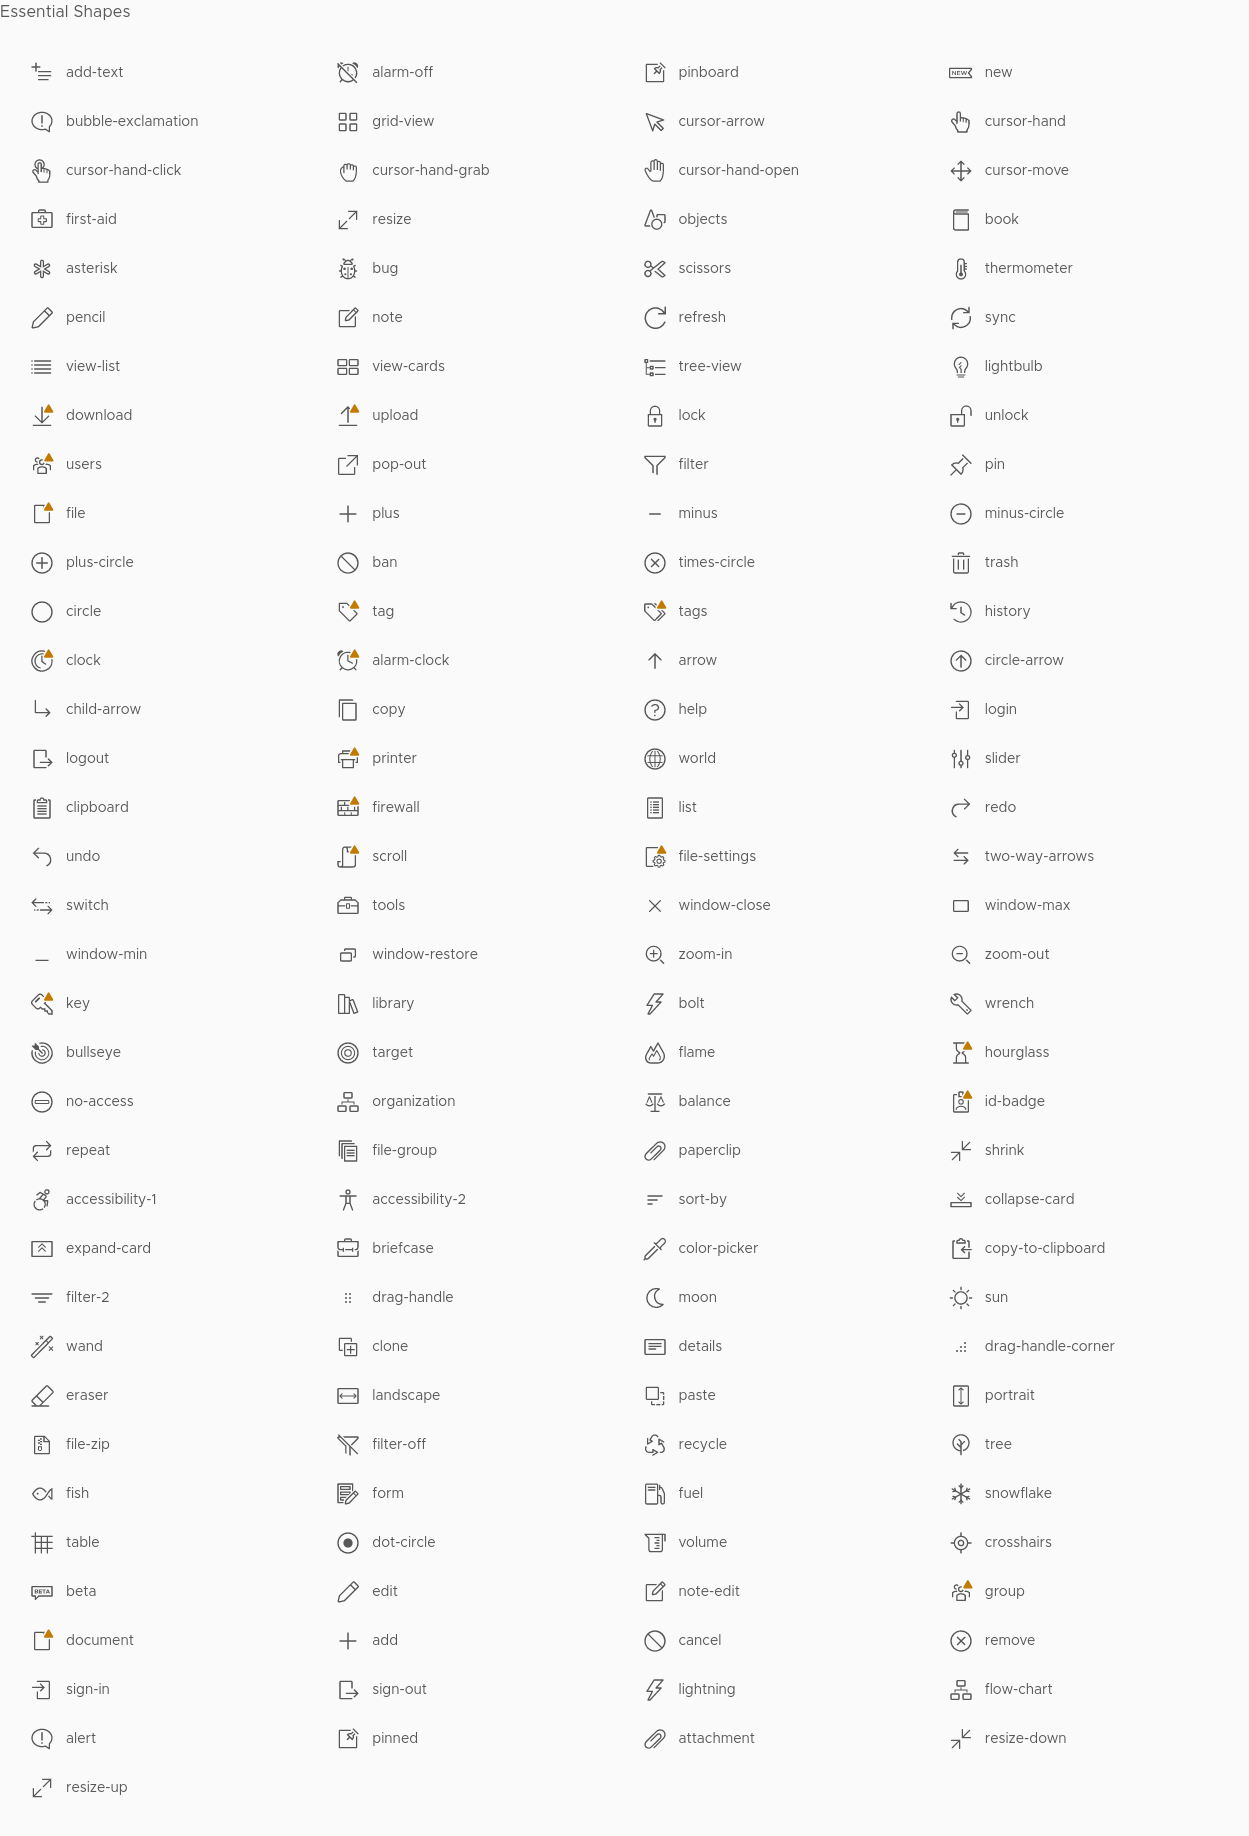 Essential Shapes
add-text alarm-off pinboard new
bubble-exclamation grid-view cursor-arrow cursor-hand
cursor-hand-click cursor-hand-grab cursor-hand-open cursor-move
first-aid resize objects book
asterisk bug scissors thermometer
pencil note refresh sync
view-list view-cards tree-view lightbulb
download upload lock unlock
users pop-out filter pin
file plus minus minus-circle
plus-circle ban times-circle trash
circle tag tags history
clock alarm-clock arrow circle-arrow
child-arrow copy help login
logout printer world slider
clipboard firewall list redo
undo scroll file-settings two-way-arrows
switch tools window-close window-max
window-min window-restore zoom-in zoom-out
key library bolt wrench
bullseye target flame hourglass
no-access organization balance id-badge
repeat file-group paperclip shrink
accessibility-1 accessibility-2 sort-by collapse-card
expand-card briefcase color-picker copy-to-clipboard
filter-2 drag-handle moon sun
wand clone details drag-handle-corner
eraser landscape paste portrait
file-zip filter-off recycle tree
fish form fuel snowflake
table dot-circle volume crosshairs
BETA beta edit note-edit group
document add cancel remove
sign-in sign-out lightning flow-chart
alert pinned attachment resize-down
resize-up